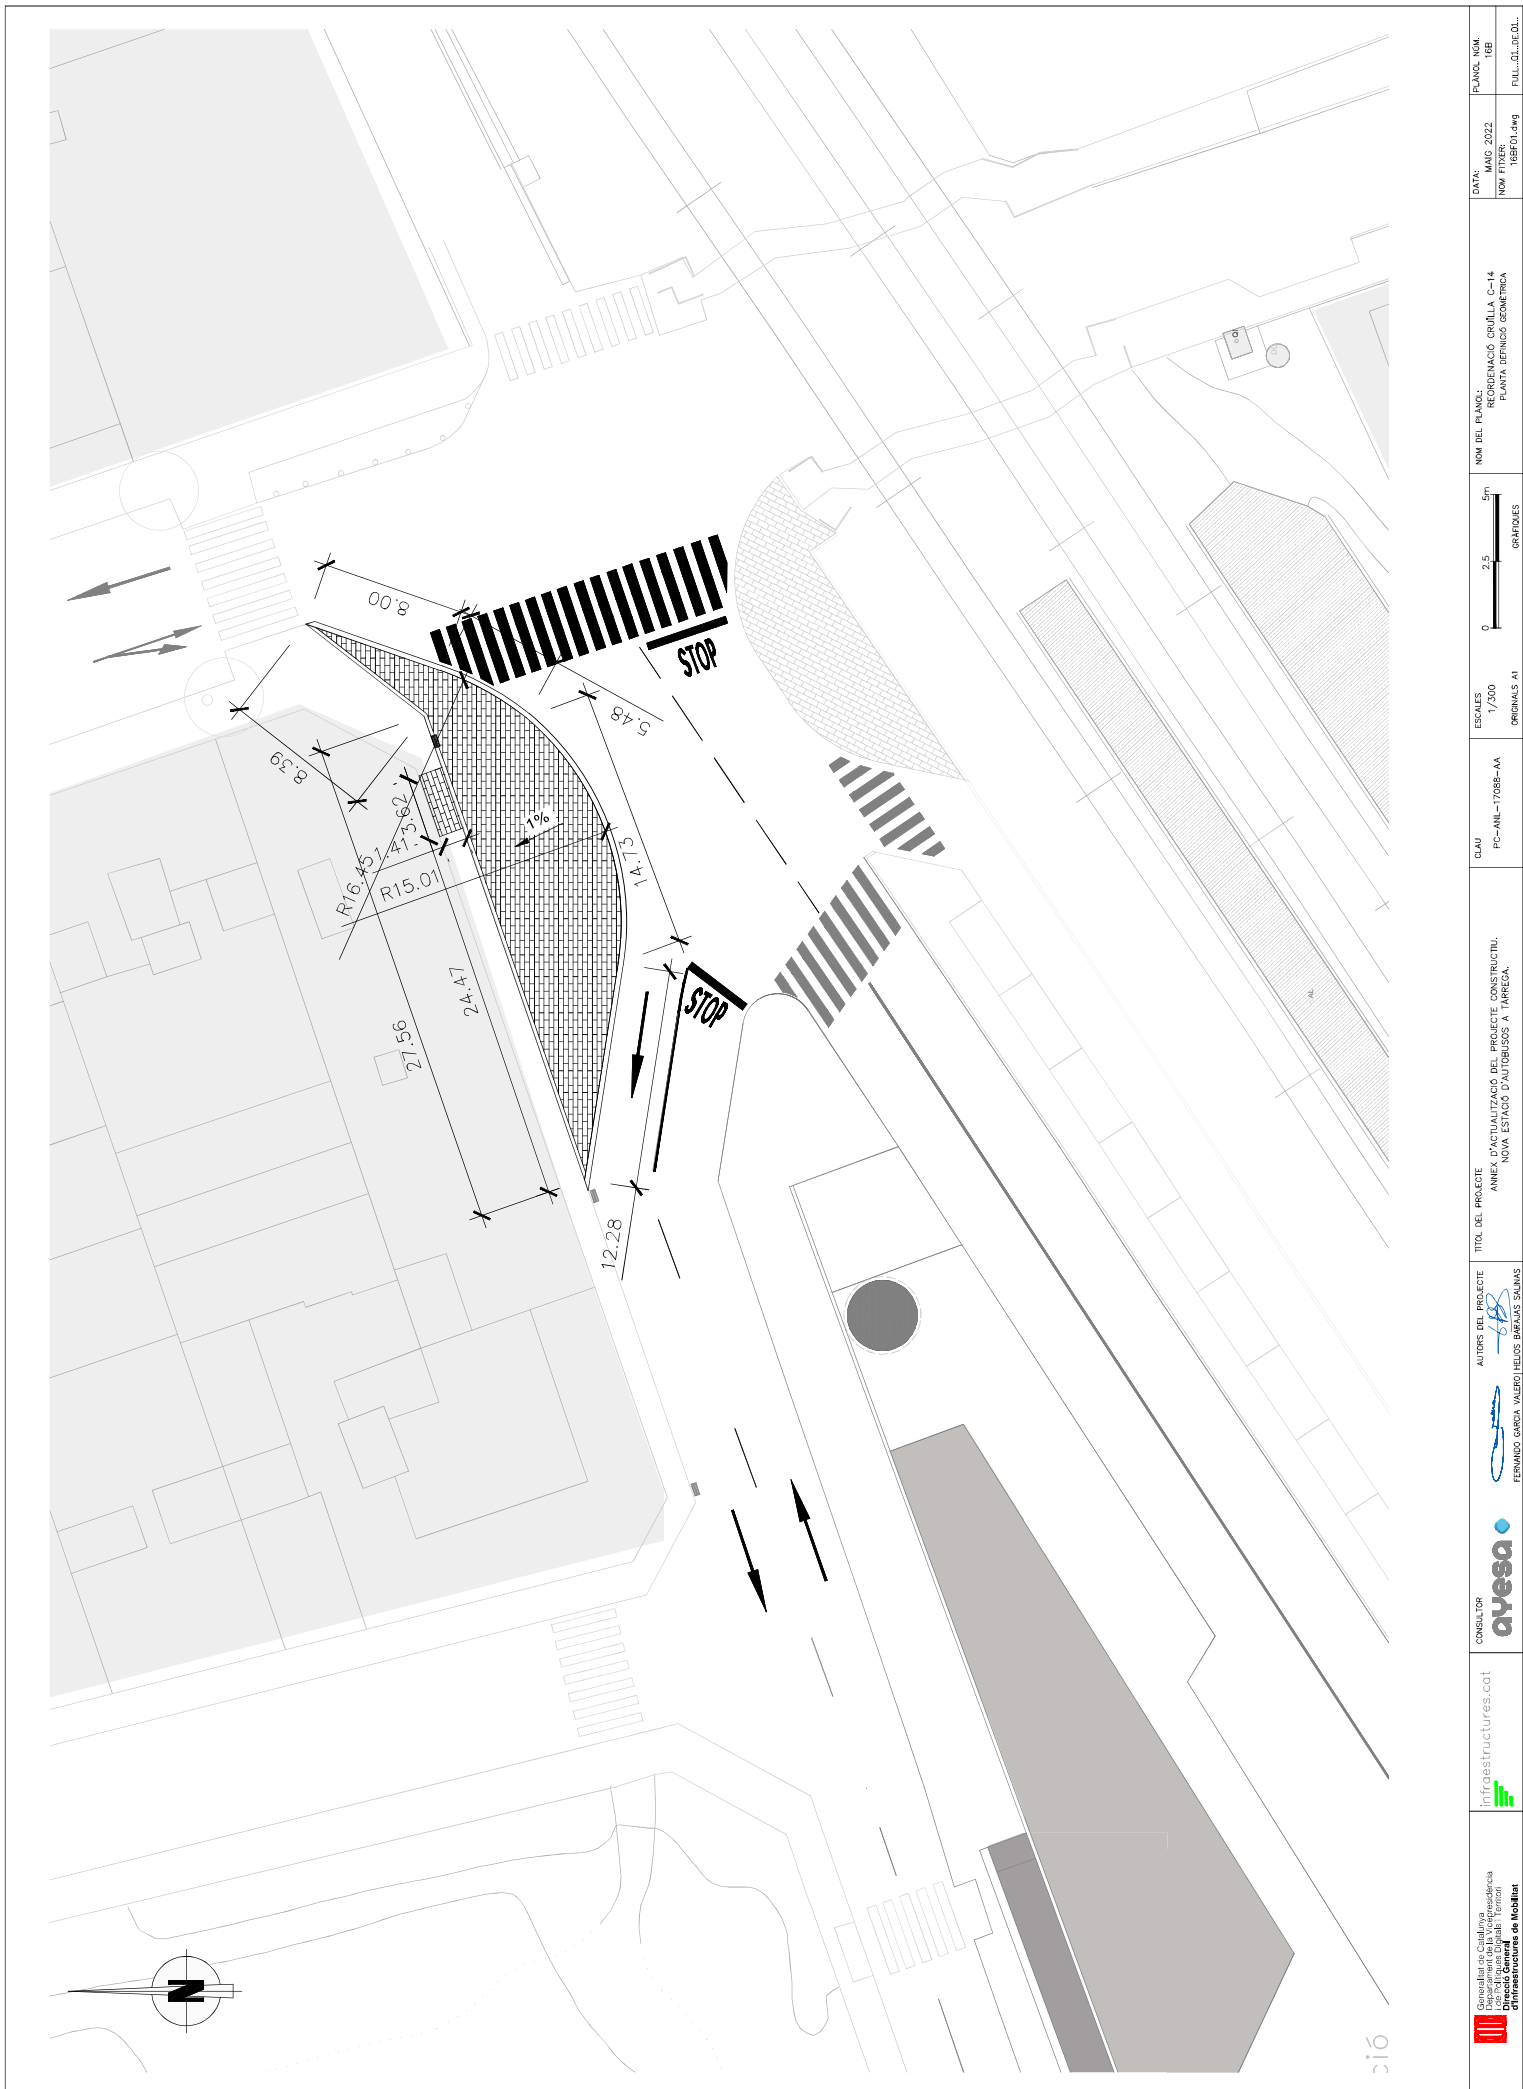 8.00
8.39
5.48
R16.45
1.41
3.62
R15.01
1%
14.73
24.47
27.56
12.28
STOP
STOP
N
AL
ció
Generalitat de Catalunya
Departament de la Vicepresidència
i de Polítiques Digitals i Territori
Direcció General
d'Infraestructures de Mobilitat
infraestructures.cat
CONSULTOR
ayesa
AUTORS DEL PROJECTE
FERNANDO GARCIA VALERO
HELIOS BARAJAS SALINAS
TITOL DEL PROJECTE
ANNEX D'ACTUALITZACIÓ DEL PROJECTE CONSTRUCTIU.
NOVA ESTACIÓ D'AUTOBUSOS A TÀRREGA.
CLAU
PC-ANL-17088-AA
ESCALES
1/300
ORIGINALS A1
0 2.5 5m
GRÀFIQUES
NOM DEL PLÀNOL:
REORDENACIÓ CRUÏLLA C-14
PLANTA DEFINICIÓ GEOMÈTRICA
DATA:
MAIG 2022
NOM FITXER:
16BF01.dwg
PLÀNOL NÚM.
16B
FULL...01...DE.01...